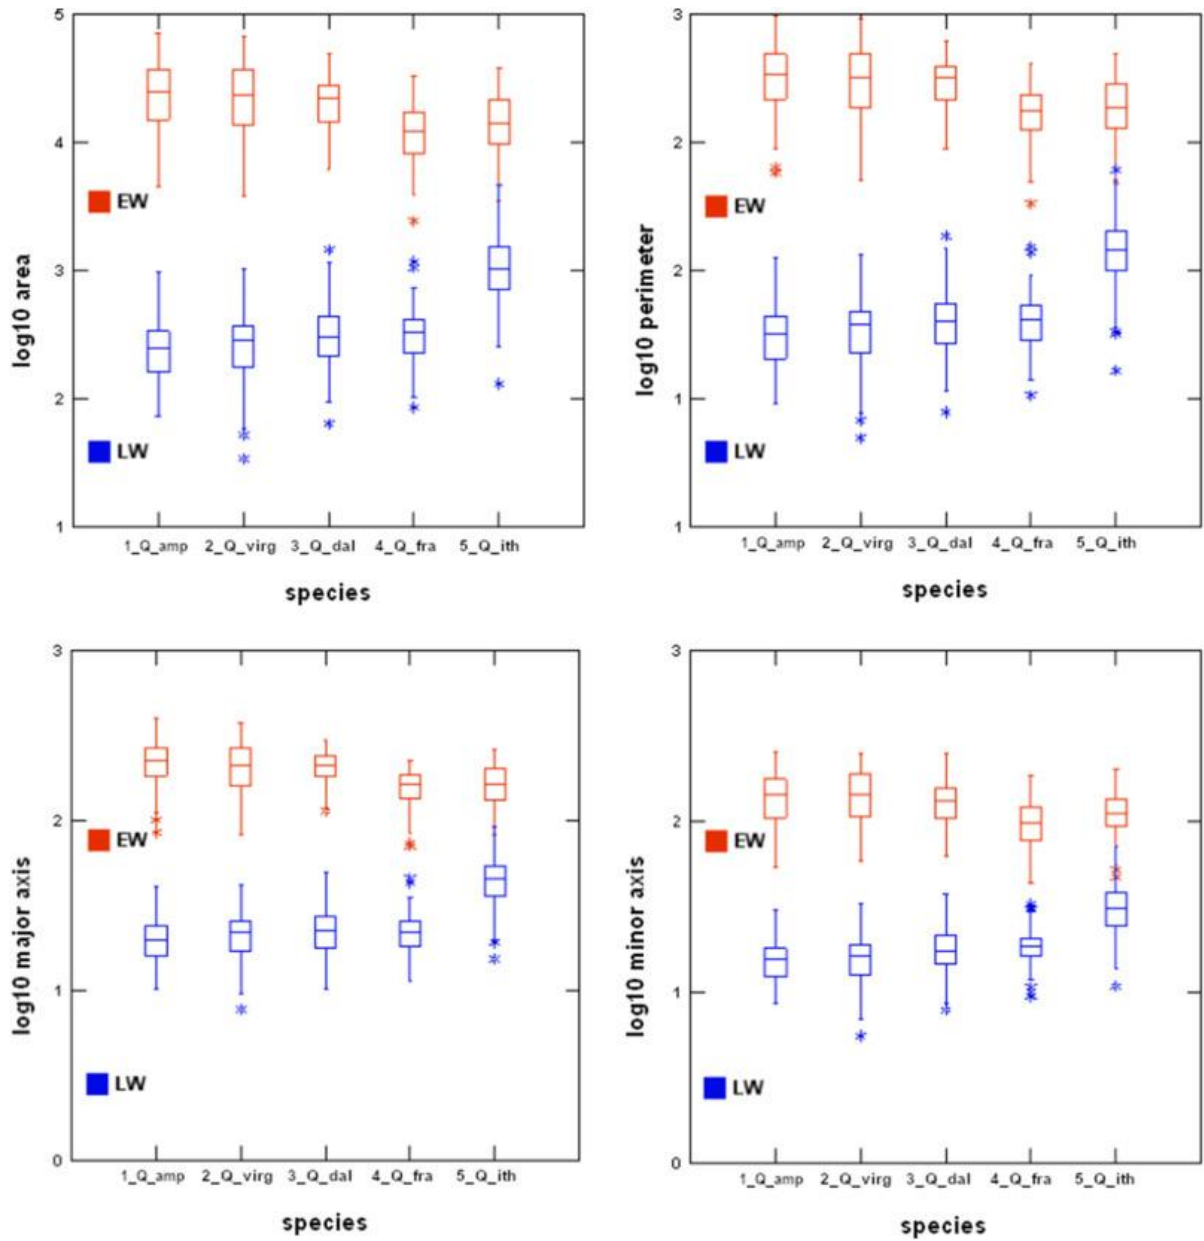 5
4
3
2
1
log10 area
EW
LW
1_Q_amp 2_Q_virg 3_Q_dal 4_Q_fra 5_Q_ith
species
3
2
2
1
1
log10 perimeter
EW
LW
1_Q_amp 2_Q_virg 3_Q_dal 4_Q_fra 5_Q_ith
species
3
2
1
0
log10 major axis
EW
LW
1_Q_amp 2_Q_virg 3_Q_dal 4_Q_fra 5_Q_ith
species
3
2
1
0
log10 minor axis
EW
LW
1_Q_amp 2_Q_virg 3_Q_dal 4_Q_fra 5_Q_ith
species